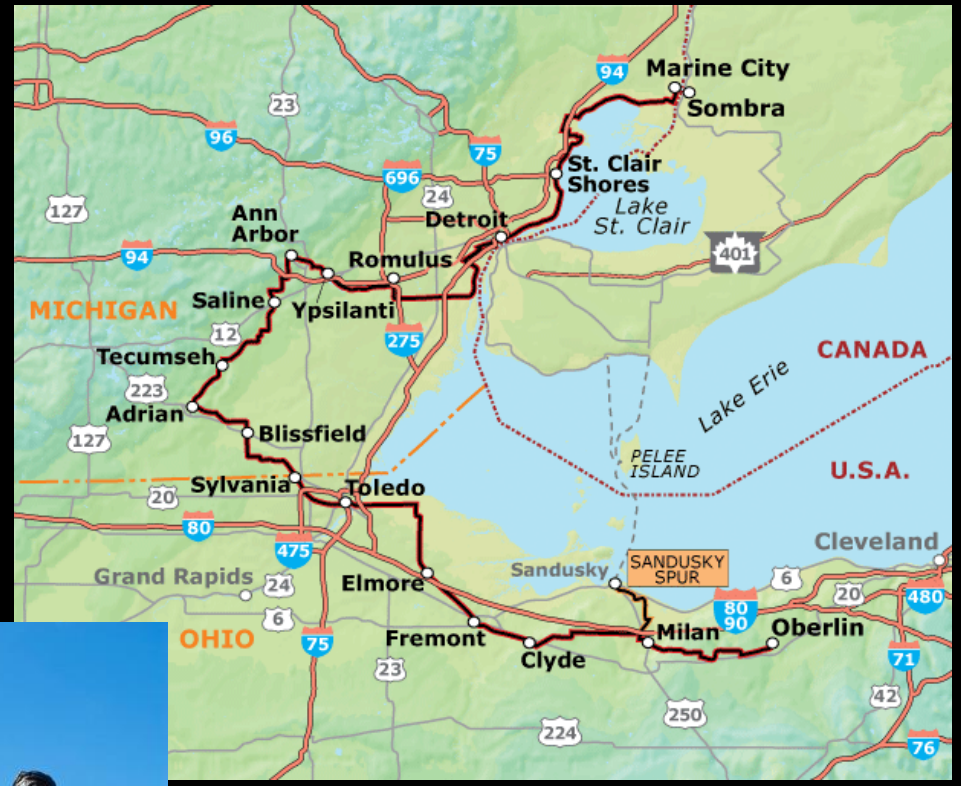 94
Marine City
Sombra
23
96
75
696
24
St. Clair
Shores
127
Ann
Arbor
Detroit
Lake
St. Clair
401
94
Romulus
MICHIGAN
Saline
Ypsilanti
12
275
Tecumseh
CANADA
223
Adrian
Lake Erie
127
Blissfield
PELEE
ISLAND
U.S.A.
Sylvania
Toledo
20
80
475
Cleveland
Grand Rapids
24
Elmore
Sandusky
SANDUSKY
SPUR
6
20
480
80
90
6
OHIO
75
Fremont
Clyde
Milan
Oberlin
71
23
42
250
224
76